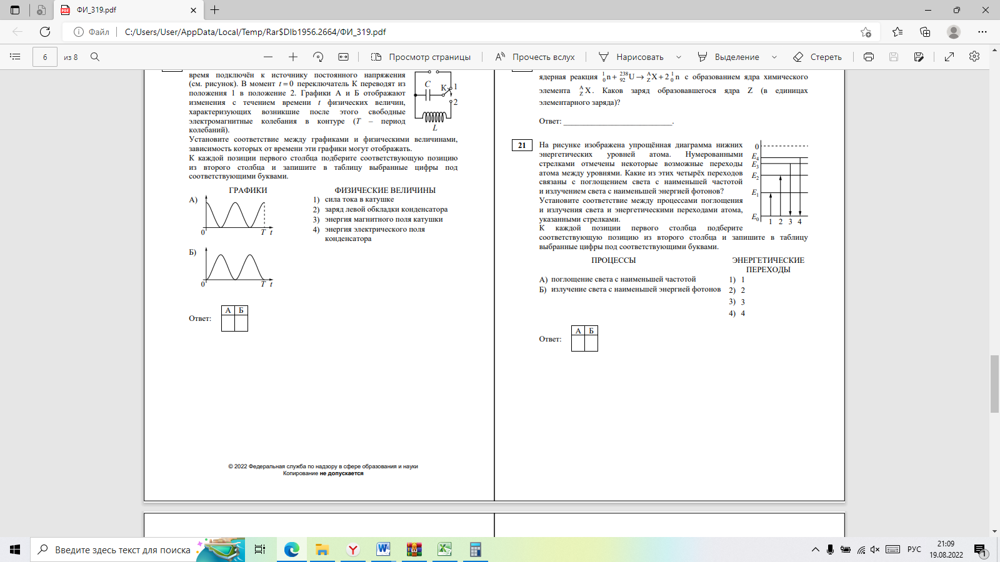 ФИ_319.pdf
Файл
C:/Users/User/AppData/Local/Temp/Rar$DIb1956.2664/ФИ_319.pdf
6
из 8
Просмотр страницы
Прочесть вслух
Нарисовать
Выделение
Стереть
время подключён к источнику постоянного напряжения
(см. рисунок). В момент t = 0 переключатель К переводят из
положения 1 в положение 2. Графики А и Б отображают
изменения с течением времени t физических величин,
характеризующих возникшие после этого свободные
электромагнитные колебания в контуре (T – период
колебаний).
C
К
1
2
L
Установите соответствие между графиками и физическими величинами,
зависимость которых от времени эти графики могут отображать.
К каждой позиции первого столбца подберите соответствующую позицию
из второго столбца и запишите в таблицу выбранные цифры под
соответствующими буквами.
ГРАФИКИ
А)
0
T t
Б)
0
T t
ФИЗИЧЕСКИЕ ВЕЛИЧИНЫ
1) сила тока в катушке
2) заряд левой обкладки конденсатора
3) энергия магнитного поля катушки
4) энергия электрического поля
конденсатора
Ответ:
А Б
© 2022 Федеральная служба по надзору в сфере образования и науки
Копирование не допускается
ядерная реакция ¹₀n + ²³⁸₉₂U → ᴬ_ZX + 2 ¹₀n с образованием ядра химического
элемента ᴬ_ZX. Каков заряд образовавшегося ядра Z (в единицах
элементарного заряда)?
Ответ: ___________________________.
21
На рисунке изображена упрощённая диаграмма нижних
энергетических уровней атома. Нумерованными
стрелками отмечены некоторые возможные переходы
атома между уровнями. Какие из этих четырёх переходов
связаны с поглощением света с наименьшей частотой
и излучением света с наименьшей энергией фотонов?
Установите соответствие между процессами поглощения
и излучения света и энергетическими переходами атома,
указанными стрелками.
К каждой позиции первого столбца подберите
соответствующую позицию из второго столбца и запишите в таблицу
выбранные цифры под соответствующими буквами.
0
E₄
E₃
E₂
E₁
E₀
1 2 3 4
ПРОЦЕССЫ
А) поглощение света с наименьшей частотой
Б) излучение света с наименьшей энергией фотонов
ЭНЕРГЕТИЧЕСКИЕ
ПЕРЕХОДЫ
1) 1
2) 2
3) 3
4) 4
Ответ:
А Б
Введите здесь текст для поиска
РУС
21:09
19.08.2022
1